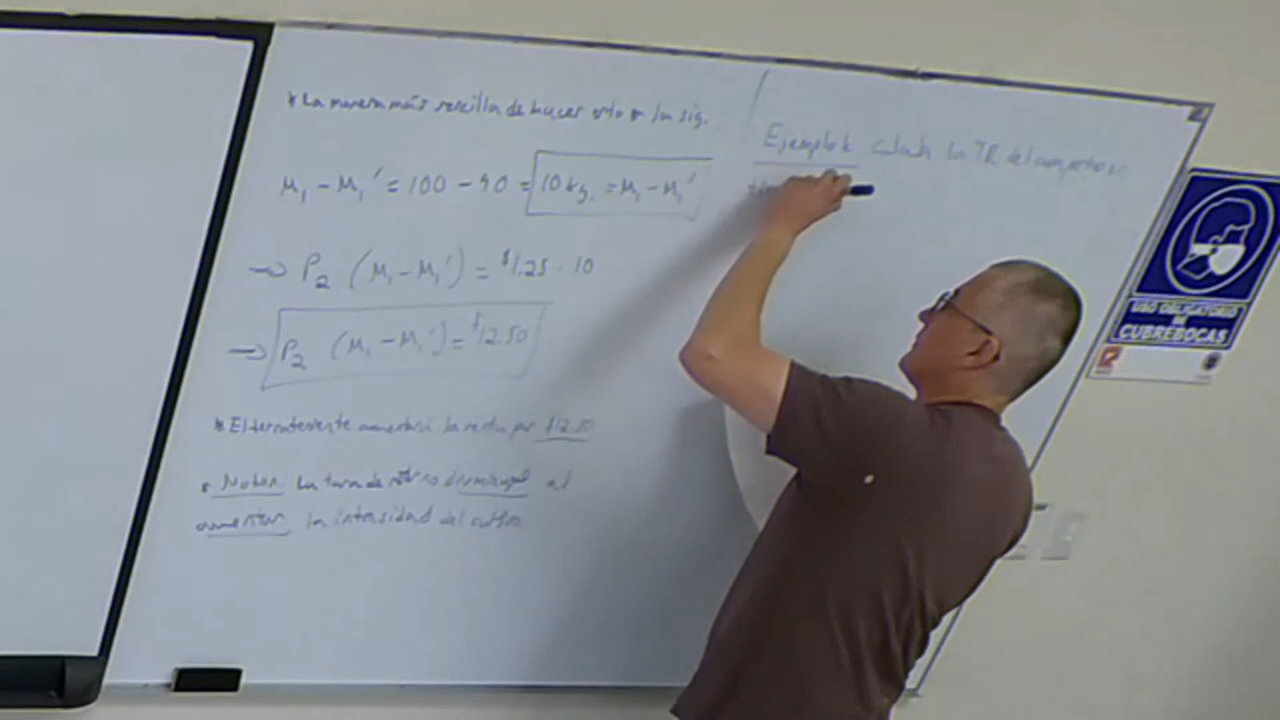 * La manera más sencilla de hacer esto es la sig.
M₁ - M₁' = 100 - 90 = 10 kg. = M₁ - M₁'
→ P₂ (M₁ - M₁') = $1.25 · 10
→ P₂ (M₁ - M₁') = $12.50
* El terrateniente aumentará la renta por $12.50
* Notar: La tasa de retorno disminuye al
aumentar la intensidad del cultivo.
Ejemplo: Calcula la TR del
USO OBLIGATORIO
DE
CUBREBOCAS